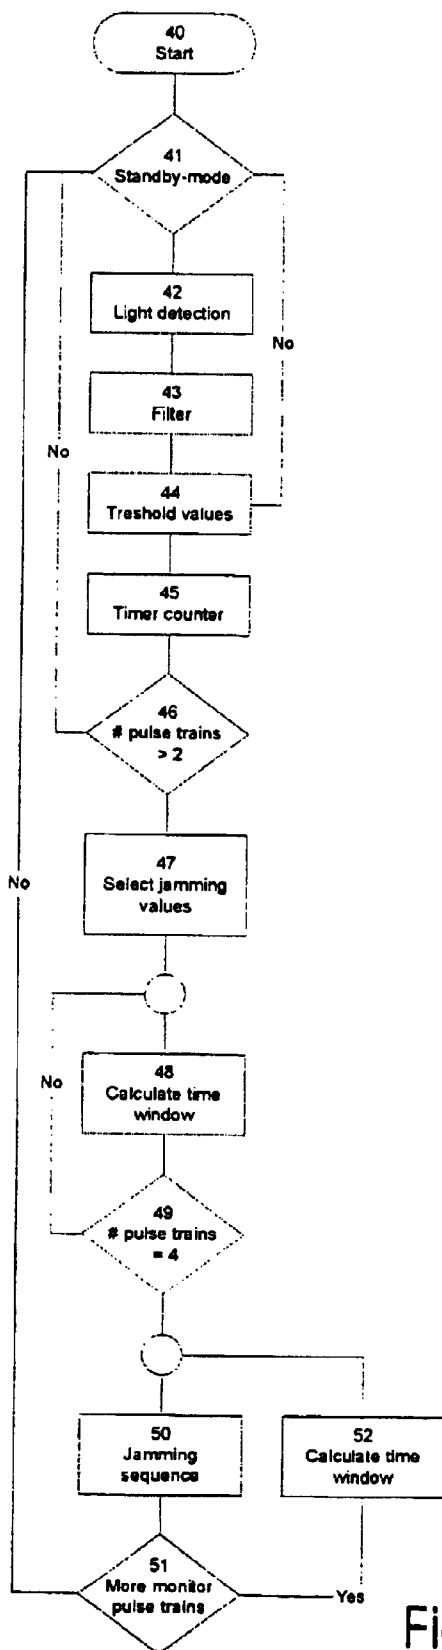 40
Start
41
Standby-mode
42
Light detection
No
43
Filter
No
44
Treshold values
45
Timer counter
46
# pulse trains
> 2
47
Select jamming
values
No
48
Calculate time
window
No
49
# pulse trains
= 4
50
Jamming
sequence
52
Calculate time
window
51
More monitor
pulse trains
Yes
Fi